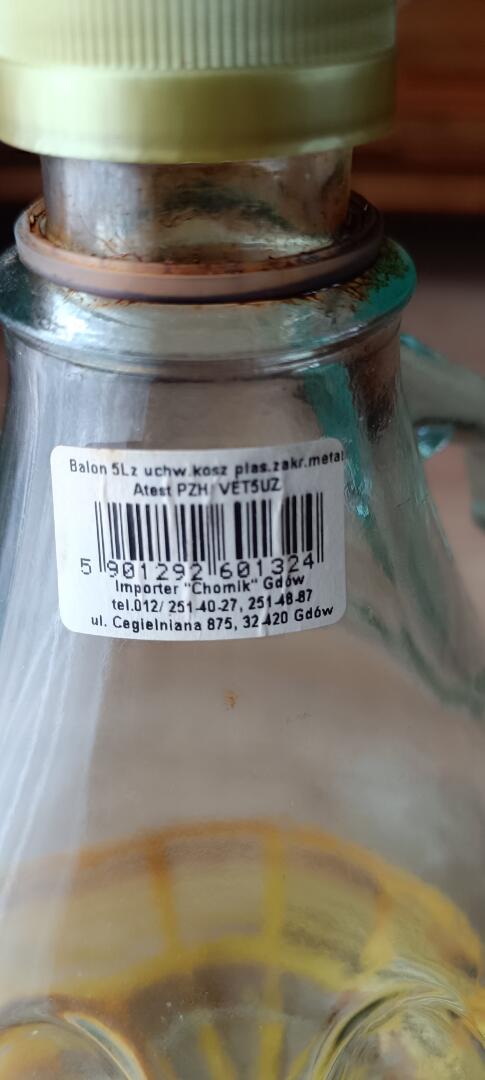 Balon 5Lz uchw.kosz plas.zakr.metal
Atest PZH VET5UZ
5 901292 601324
Importer "Chomik" Gdów
tel.012/ 251-40-27, 251-48-87
ul. Cegielniana 875, 32-420 Gdów